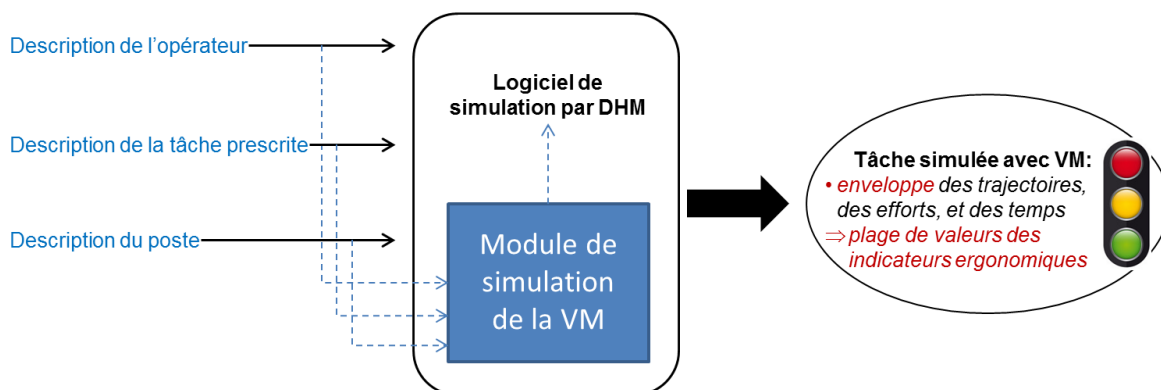 Description de l'opérateur
Description de la tâche prescrite
Description du poste
Logiciel de
simulation par DHM
Module de
simulation
de la VM
Tâche simulée avec VM:
• enveloppe des trajectoires,
des efforts, et des temps
⇒ plage de valeurs des
indicateurs ergonomiques